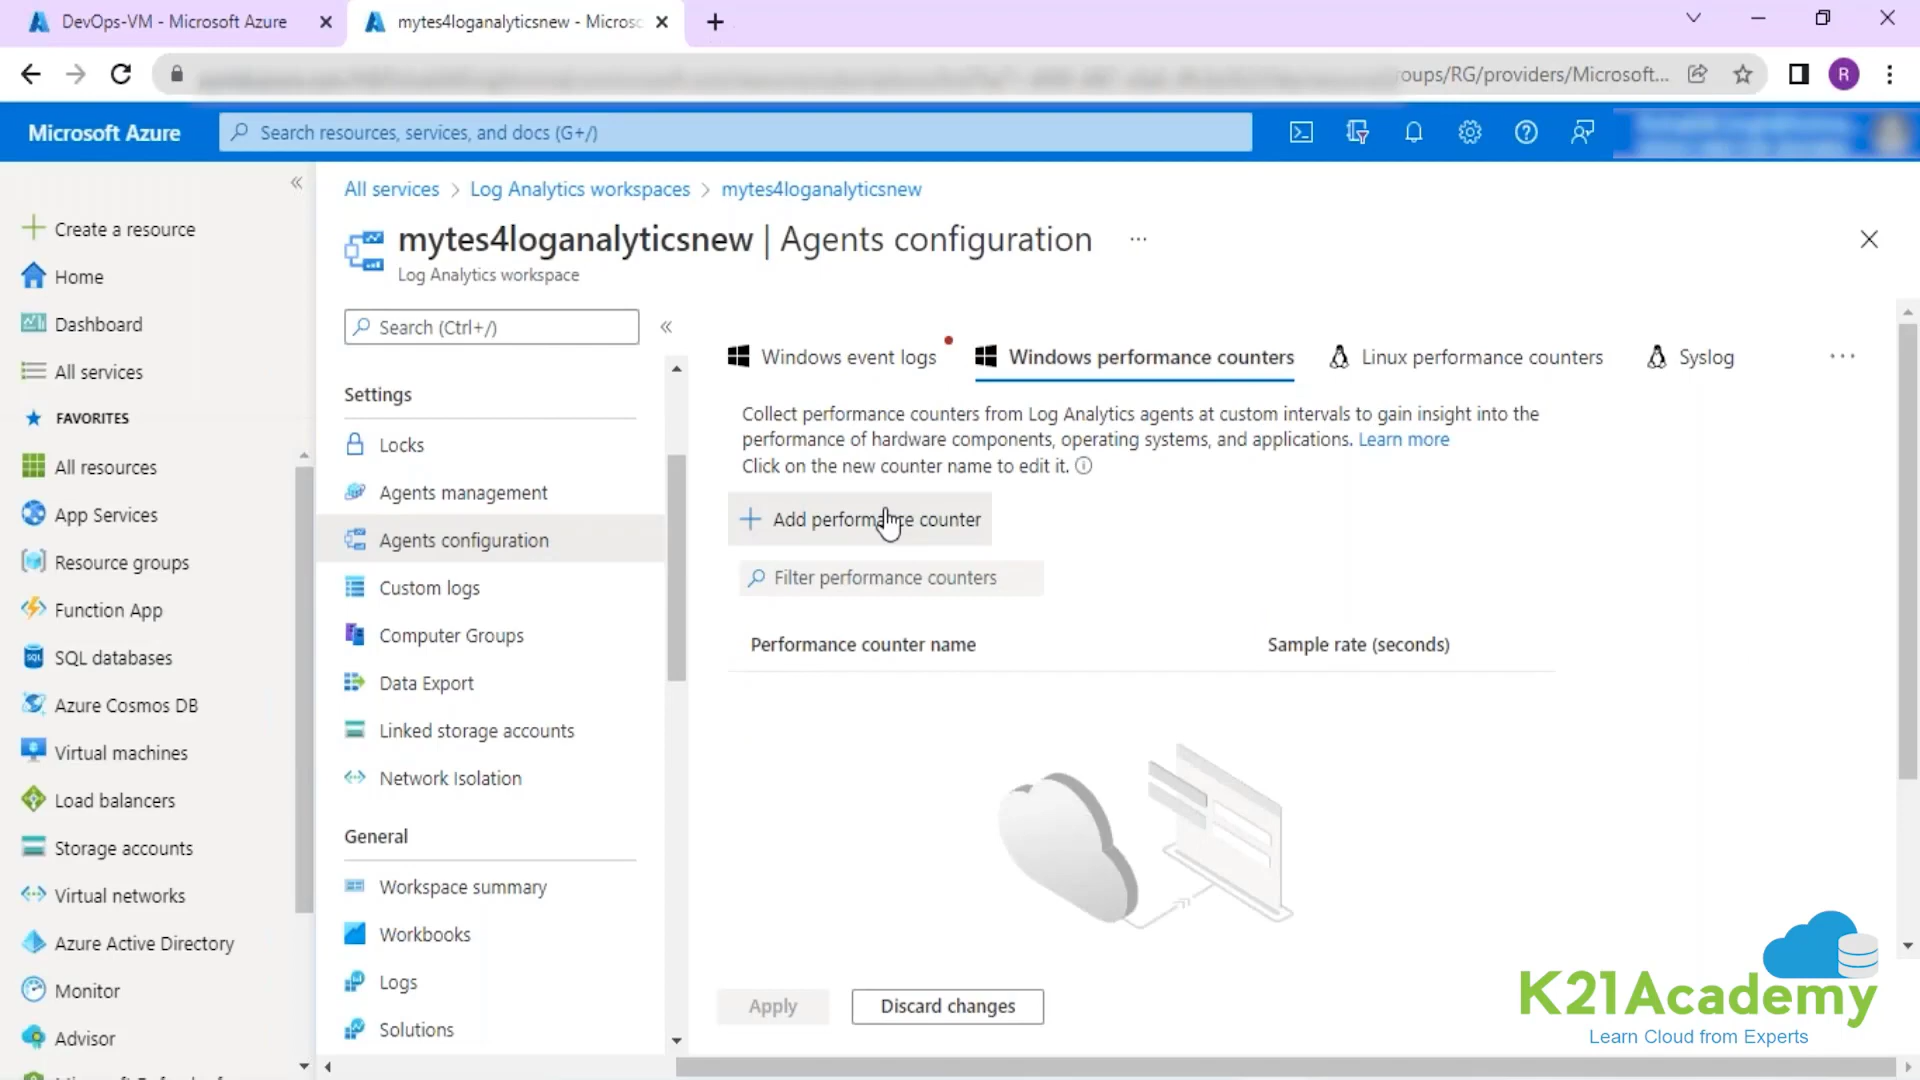 DevOps-VM - Microsoft Azure
mytes4loganalyticsnew - Microso
oups/RG/providers/Microsoft...
R
Microsoft Azure
Search resources, services, and docs (G+/)
Create a resource
Home
Dashboard
All services
FAVORITES
All resources
App Services
Resource groups
Function App
SQL databases
Azure Cosmos DB
Virtual machines
Load balancers
Storage accounts
Virtual networks
Azure Active Directory
Monitor
Advisor
All services > Log Analytics workspaces > mytes4loganalyticsnew
mytes4loganalyticsnew | Agents configuration ...
Log Analytics workspace
Search (Ctrl+/)
Settings
Locks
Agents management
Agents configuration
Custom logs
Computer Groups
Data Export
Linked storage accounts
Network Isolation
General
Workspace summary
Workbooks
Logs
Solutions
Windows event logs
Windows performance counters
Linux performance counters
Syslog
...
Collect performance counters from Log Analytics agents at custom intervals to gain insight into the
performance of hardware components, operating systems, and applications. Learn more
Click on the new counter name to edit it.
Add performance counter
Filter performance counters
Performance counter name
Sample rate (seconds)
Apply
Discard changes
K21Academy
Learn Cloud from Experts